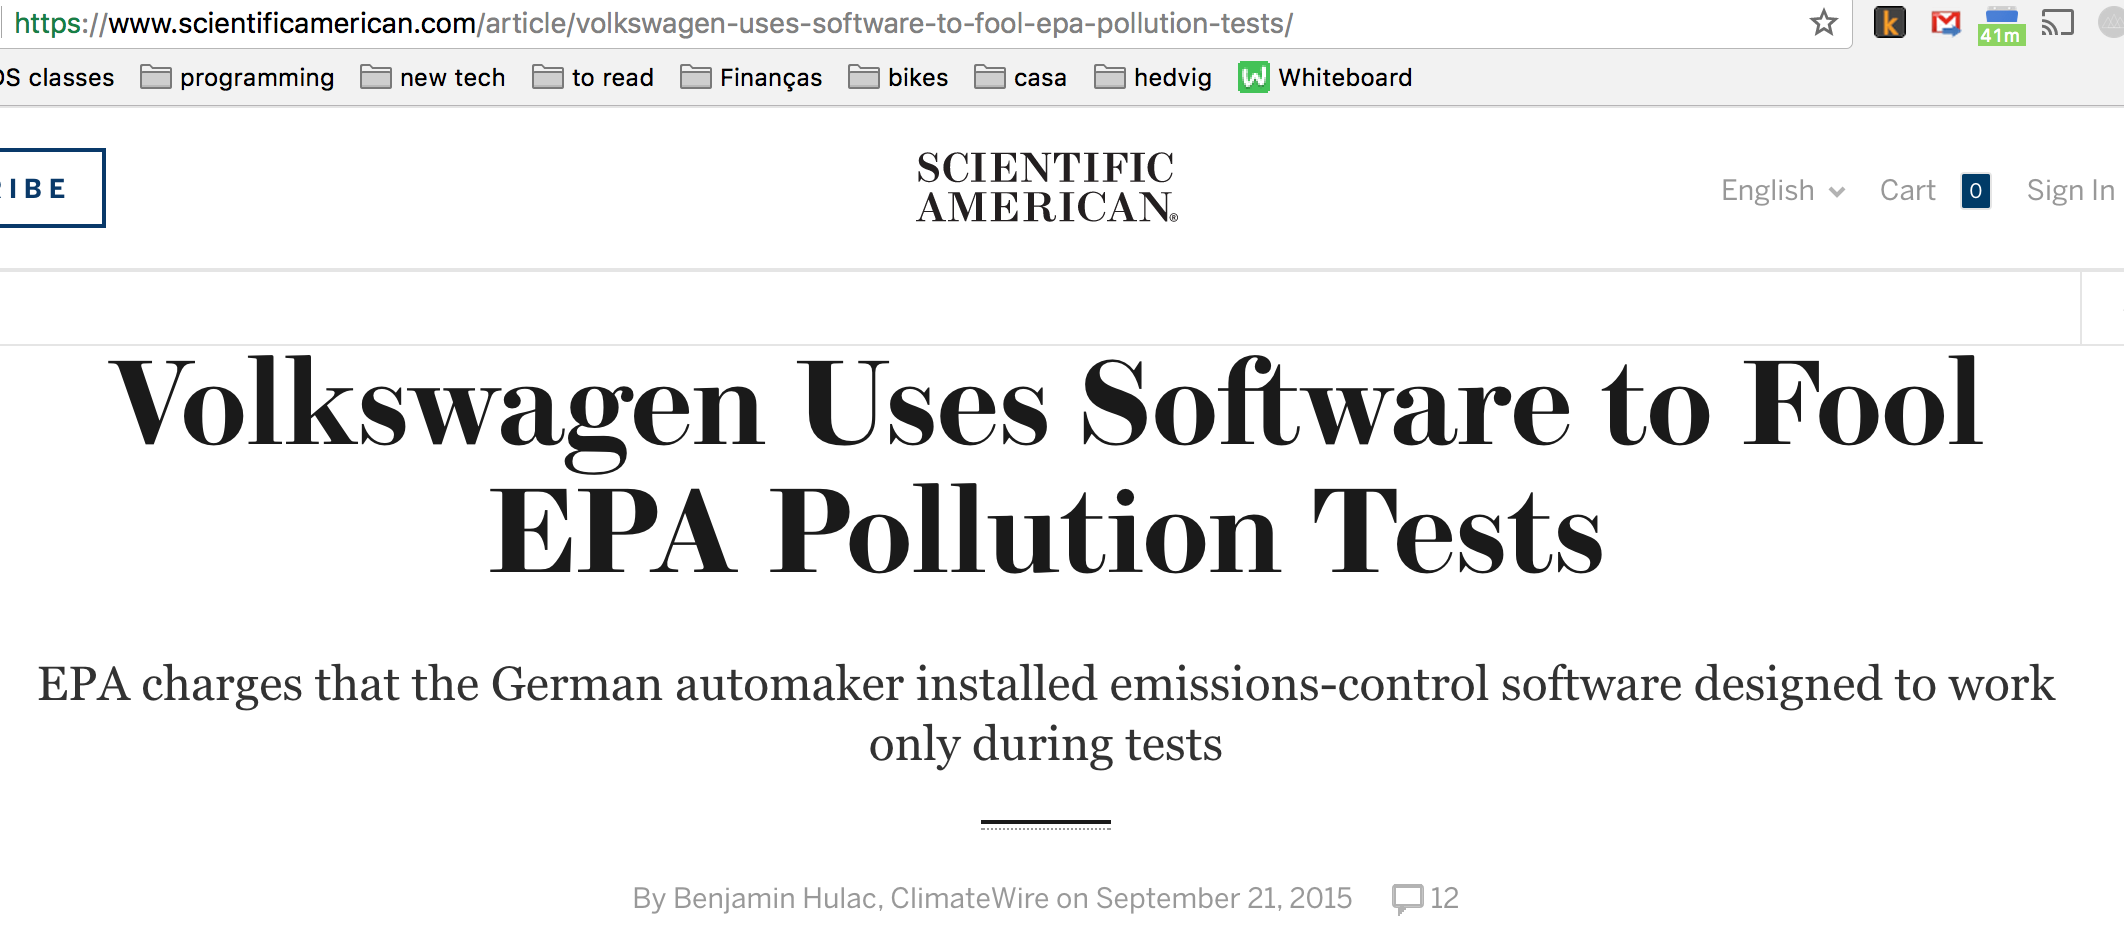 https://www.scientificamerican.com/article/volkswagen-uses-software-to-fool-epa-pollution-tests/
k
41m
OS classes programming new tech to read Finanças bikes casa hedvig W Whiteboard
RIBE
SCIENTIFIC
AMERICAN®
English Cart 0 Sign In
Volkswagen Uses Software to Fool
EPA Pollution Tests
EPA charges that the German automaker installed emissions-control software designed to work
only during tests
By Benjamin Hulac, ClimateWire on September 21, 2015 12